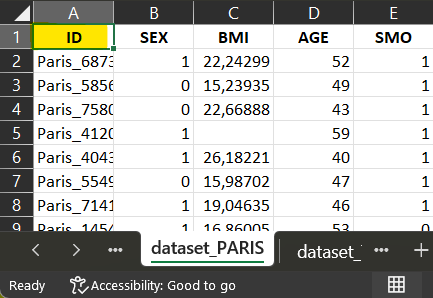 A B C D E
1 ID SEX BMI AGE SMO
2 Paris_6873 1 22,24299 52 1
3 Paris_5856 0 15,23935 49 1
4 Paris_7580 0 22,66888 43 1
5 Paris_4120 1 59 1
6 Paris_4043 1 26,18221 40 1
7 Paris_5549 0 15,98702 47 1
8 Paris_7141 1 19,04635 46 1
9 Paris_1454 1 16,86005 53 0
dataset_PARIS dataset_
Ready Accessibility: Good to go